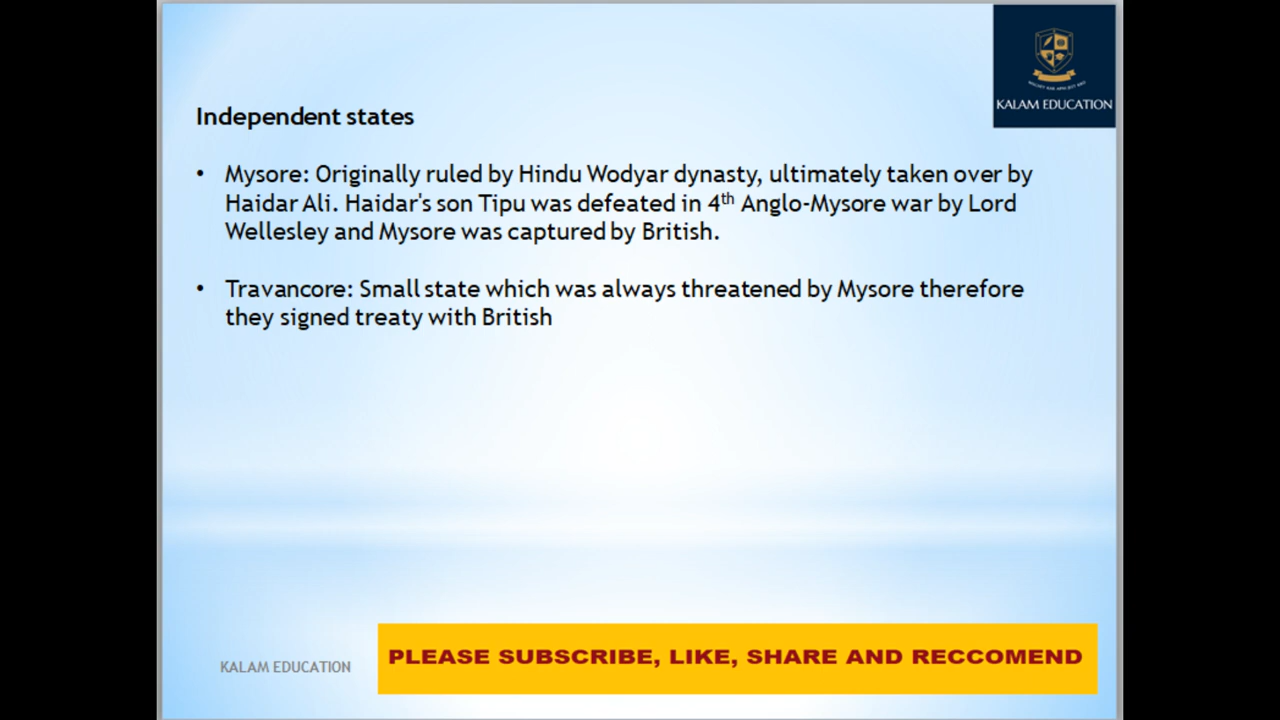 KALAM EDUCATION
Independent states
• Mysore: Originally ruled by Hindu Wodyar dynasty, ultimately taken over by
Haidar Ali. Haidar's son Tipu was defeated in 4th Anglo-Mysore war by Lord
Wellesley and Mysore was captured by British.
• Travancore: Small state which was always threatened by Mysore therefore
they signed treaty with British
KALAM EDUCATION
PLEASE SUBSCRIBE, LIKE, SHARE AND RECCOMEND